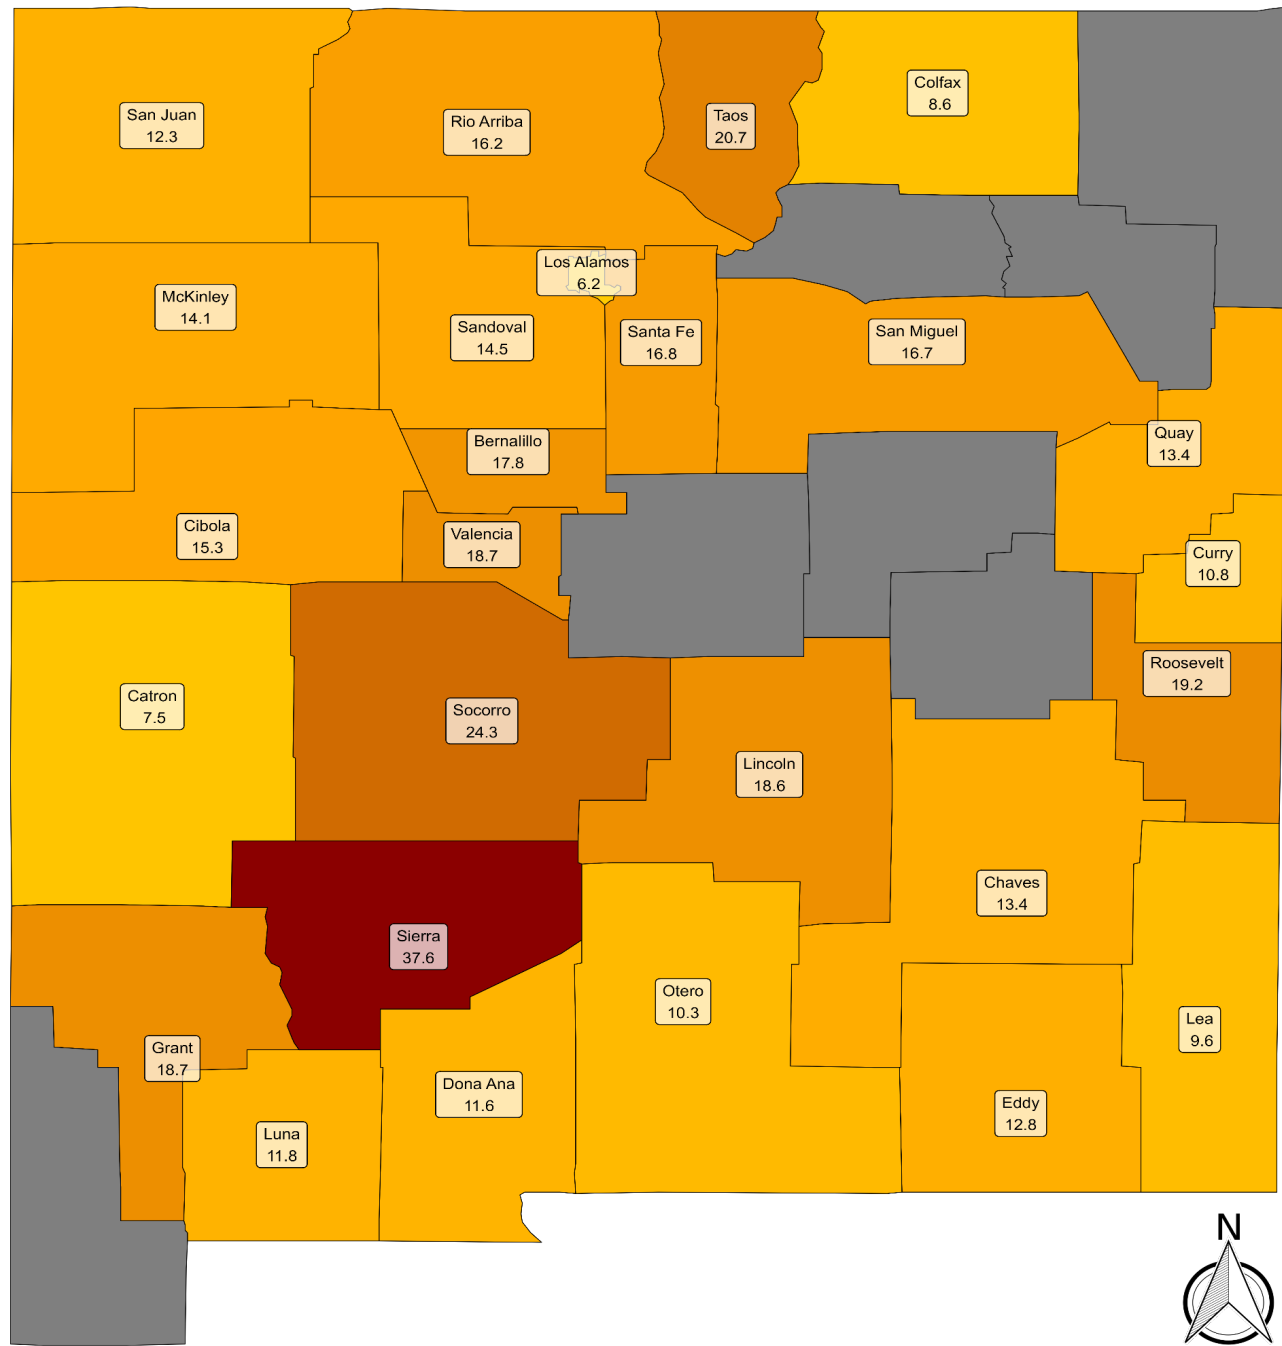 San Juan
12.3
Rio Arriba
16.2
Taos
20.7
Colfax
8.6
Los Alamos
6.2
McKinley
14.1
Sandoval
14.5
Santa Fe
16.8
San Miguel
16.7
Bernalillo
17.8
Quay
13.4
Cibola
15.3
Valencia
18.7
Curry
10.8
Roosevelt
19.2
Catron
7.5
Socorro
24.3
Lincoln
18.6
Chaves
13.4
Sierra
37.6
Otero
10.3
Lea
9.6
Grant
18.7
Dona Ana
11.6
Eddy
12.8
Luna
11.8
N